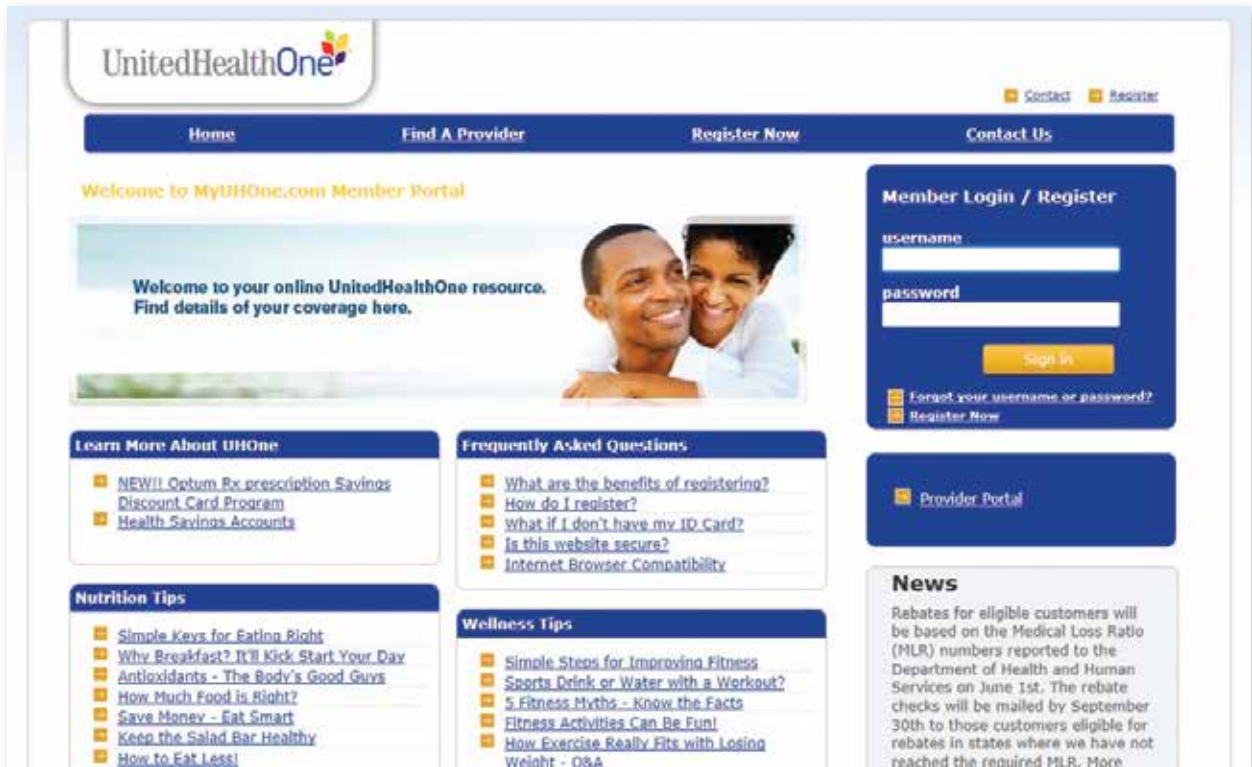 UnitedHealthOne
Contact Register
Home Find A Provider Register Now Contact Us
Welcome to MyUHOne.com Member Portal
Welcome to your online UnitedHealthOne resource.
Find details of your coverage here.
Member Login / Register
username
password
Sign in
Forgot your username or password?
Register Now
Learn More About UHOne
NEW!! Optum Rx prescription Savings
Discount Card Program
Health Savings Accounts
Frequently Asked Questions
What are the benefits of registering?
How do I register?
What if I don't have my ID Card?
Is this website secure?
Internet Browser Compatibility
Provider Portal
Nutrition Tips
Simple Keys for Eating Right
Why Breakfast? It'll Kick Start Your Day
Antioxidants - The Body's Good Guys
How Much Food is Right?
Save Money - Eat Smart
Keep the Salad Bar Healthy
How to Eat Less!
Wellness Tips
Simple Steps for Improving Fitness
Sports Drink or Water with a Workout?
5 Fitness Myths - Know the Facts
Fitness Activities Can Be Fun!
How Exercise Really Fits with Losing
Weight - Q&A
News
Rebates for eligible customers will
be based on the Medical Loss Ratio
(MLR) numbers reported to the
Department of Health and Human
Services on June 1st. The rebate
checks will be mailed by September
30th to those customers eligible for
rebates in states where we have not
reached the required MLR. More